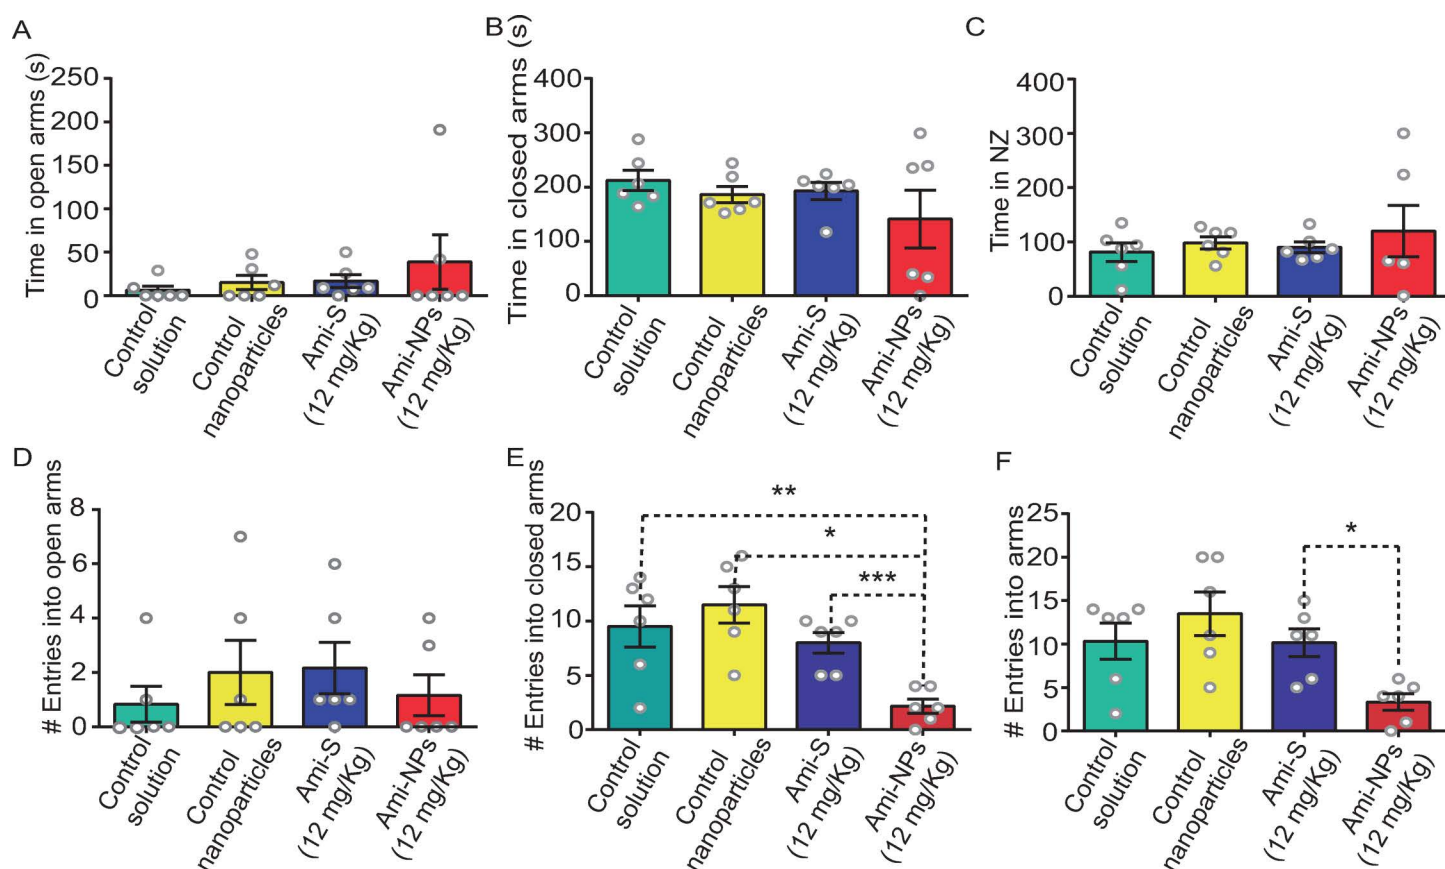 A
Time in open arms (s)
250
200
150
100
50
0
Control
solution
Control
nanoparticles
Ami-S
(12 mg/Kg)
Ami-NPs
(12 mg/Kg)
B
Time in closed arms (s)
400
300
200
100
0
Control
solution
Control
nanoparticles
Ami-S
(12 mg/Kg)
Ami-NPs
(12 mg/Kg)
C
Time in NZ
400
300
200
100
0
Control
solution
Control
nanoparticles
Ami-S
(12 mg/Kg)
Ami-NPs
(12 mg/Kg)
D
# Entries into open arms
8
6
4
2
0
Control
solution
Control
nanoparticles
Ami-S
(12 mg/Kg)
Ami-NPs
(12 mg/Kg)
E
# Entries into closed arms
20
15
10
5
0
**
*
***
Control
solution
Control
nanoparticles
Ami-S
(12 mg/Kg)
Ami-NPs
(12 mg/Kg)
F
# Entries into arms
25
20
15
10
5
0
*
Control
solution
Control
nanoparticles
Ami-S
(12 mg/Kg)
Ami-NPs
(12 mg/Kg)